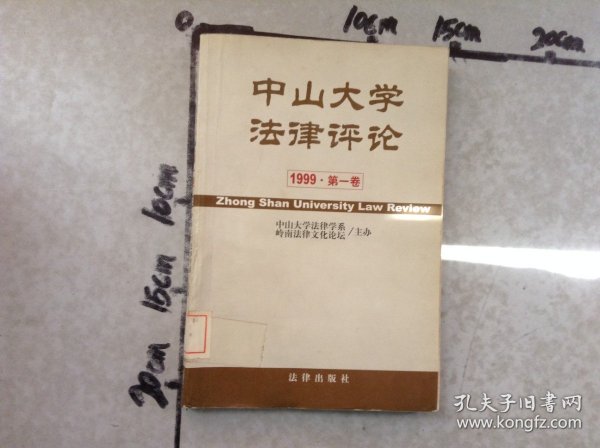 10cm 15cm 20cm
中山大学
法律评论
1999·第一卷
Zhong Shan University Law Review
中山大学法律学系
岭南法律文化论坛/主办
10cm
15cm
20cm
法律出版社
孔夫子旧书网
www.kongfz.com